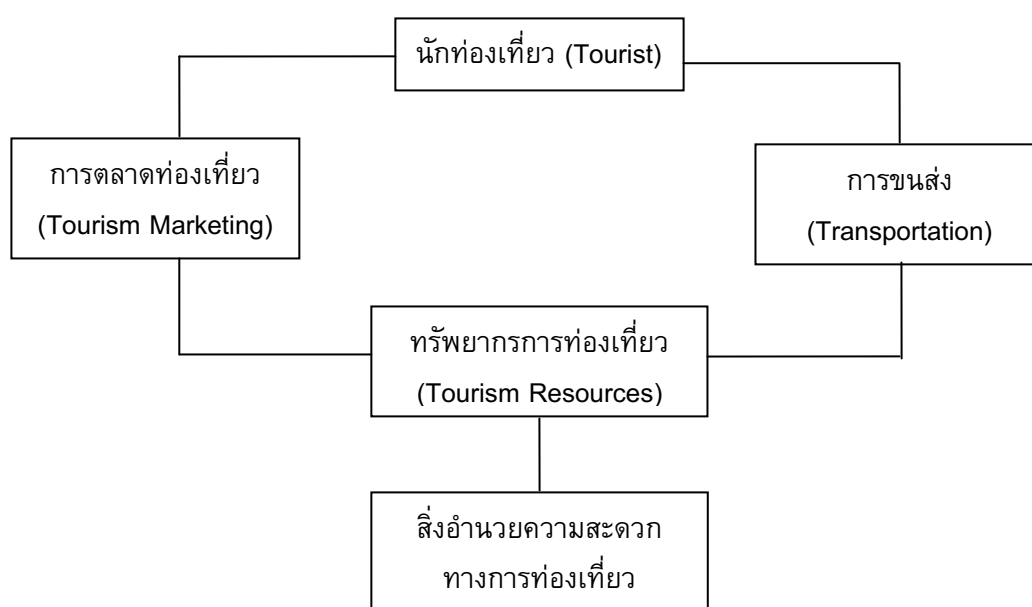 นักท่องเที่ยว (Tourist)
การตลาดท่องเที่ยว
(Tourism Marketing)
การขนส่ง
(Transportation)
ทรัพยากรการท่องเที่ยว
(Tourism Resources)
สิ่งอำนวยความสะดวก
ทางการท่องเที่ยว